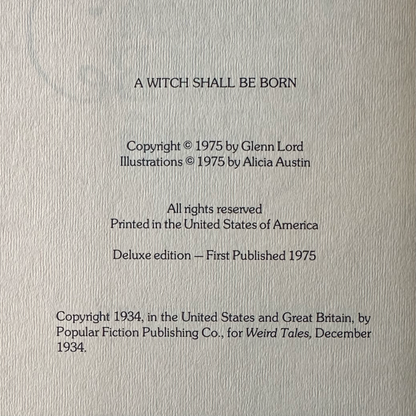 A WITCH SHALL BE BORN
Copyright © 1975 by Glenn Lord
Illustrations © 1975 by Alicia Austin
All rights reserved
Printed in the United States of America
Deluxe edition — First Published 1975
Copyright 1934, in the United States and Great Britain, by
Popular Fiction Publishing Co., for Weird Tales, December
1934.